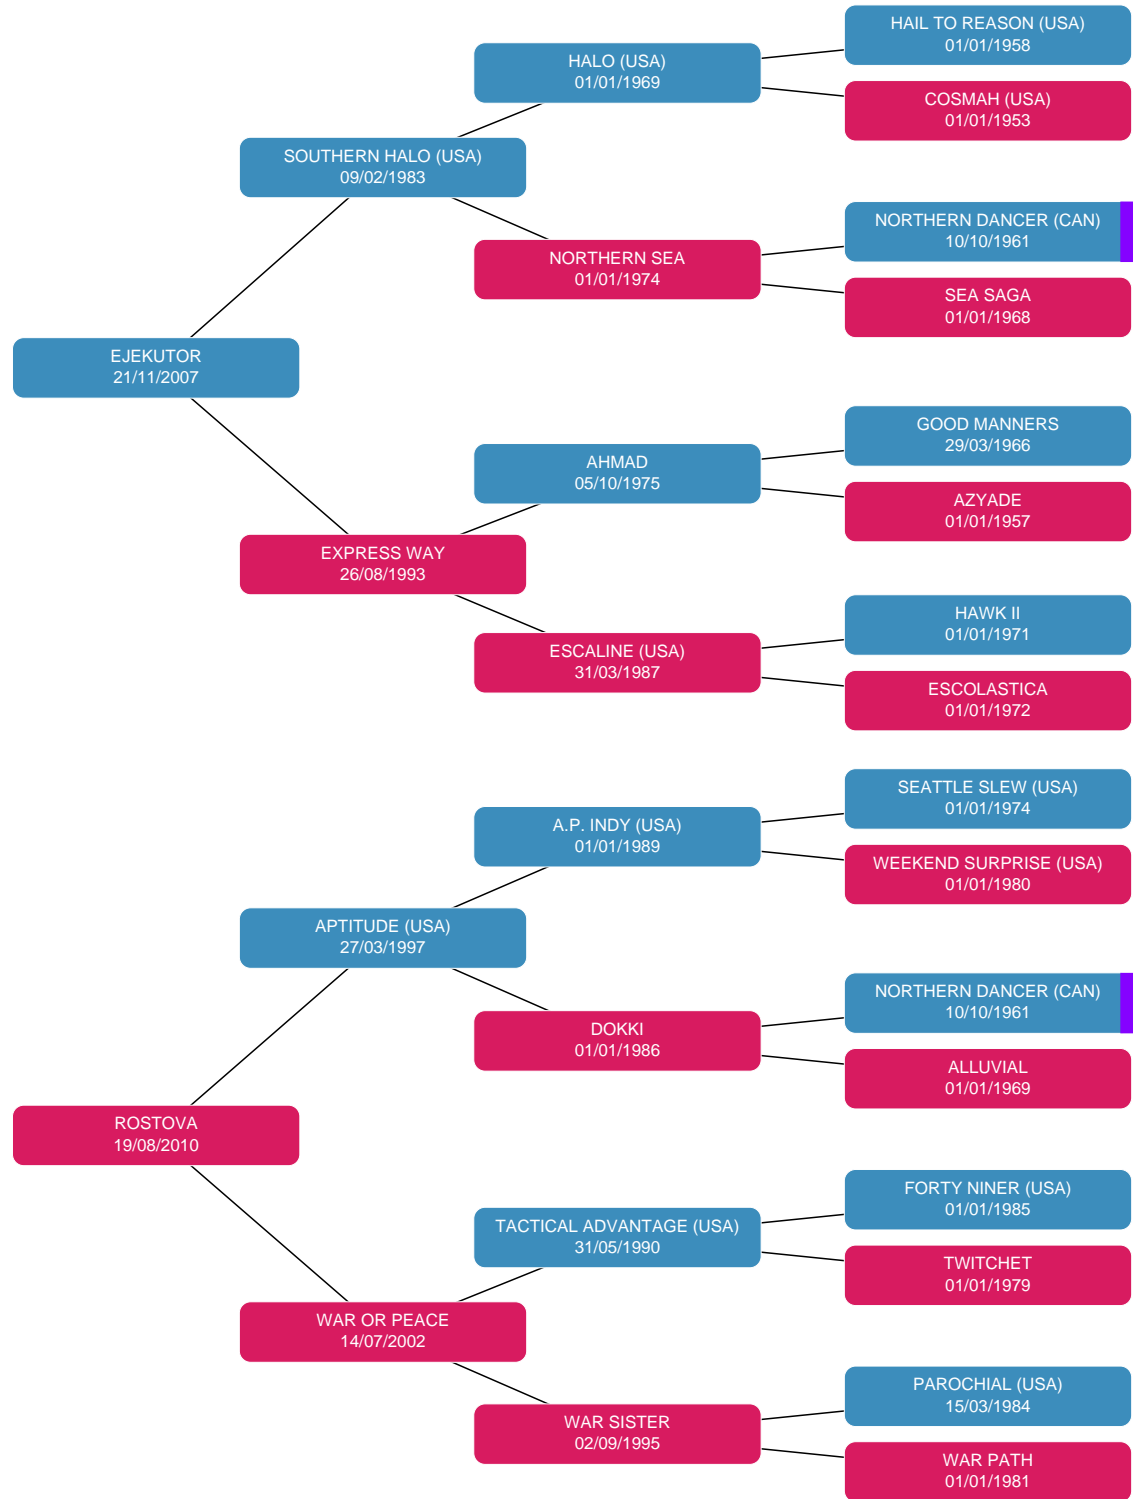 HAIL TO REASON (USA)
01/01/1958
HALO (USA)
01/01/1969
COSMAH (USA)
01/01/1953
SOUTHERN HALO (USA)
09/02/1983
NORTHERN DANCER (CAN)
10/10/1961
NORTHERN SEA
01/01/1974
SEA SAGA
01/01/1968
EJEKUTOR
21/11/2007
GOOD MANNERS
29/03/1966
AHMAD
05/10/1975
AZYADE
01/01/1957
EXPRESS WAY
26/08/1993
HAWK II
01/01/1971
ESCALINE (USA)
31/03/1987
ESCOLASTICA
01/01/1972
SEATTLE SLEW (USA)
01/01/1974
A.P. INDY (USA)
01/01/1989
WEEKEND SURPRISE (USA)
01/01/1980
APTITUDE (USA)
27/03/1997
NORTHERN DANCER (CAN)
10/10/1961
DOKKI
01/01/1986
ALLUVIAL
01/01/1969
ROSTOVA
19/08/2010
FORTY NINER (USA)
01/01/1985
TACTICAL ADVANTAGE (USA)
31/05/1990
TWITCHET
01/01/1979
WAR OR PEACE
14/07/2002
PAROCHIAL (USA)
15/03/1984
WAR SISTER
02/09/1995
WAR PATH
01/01/1981